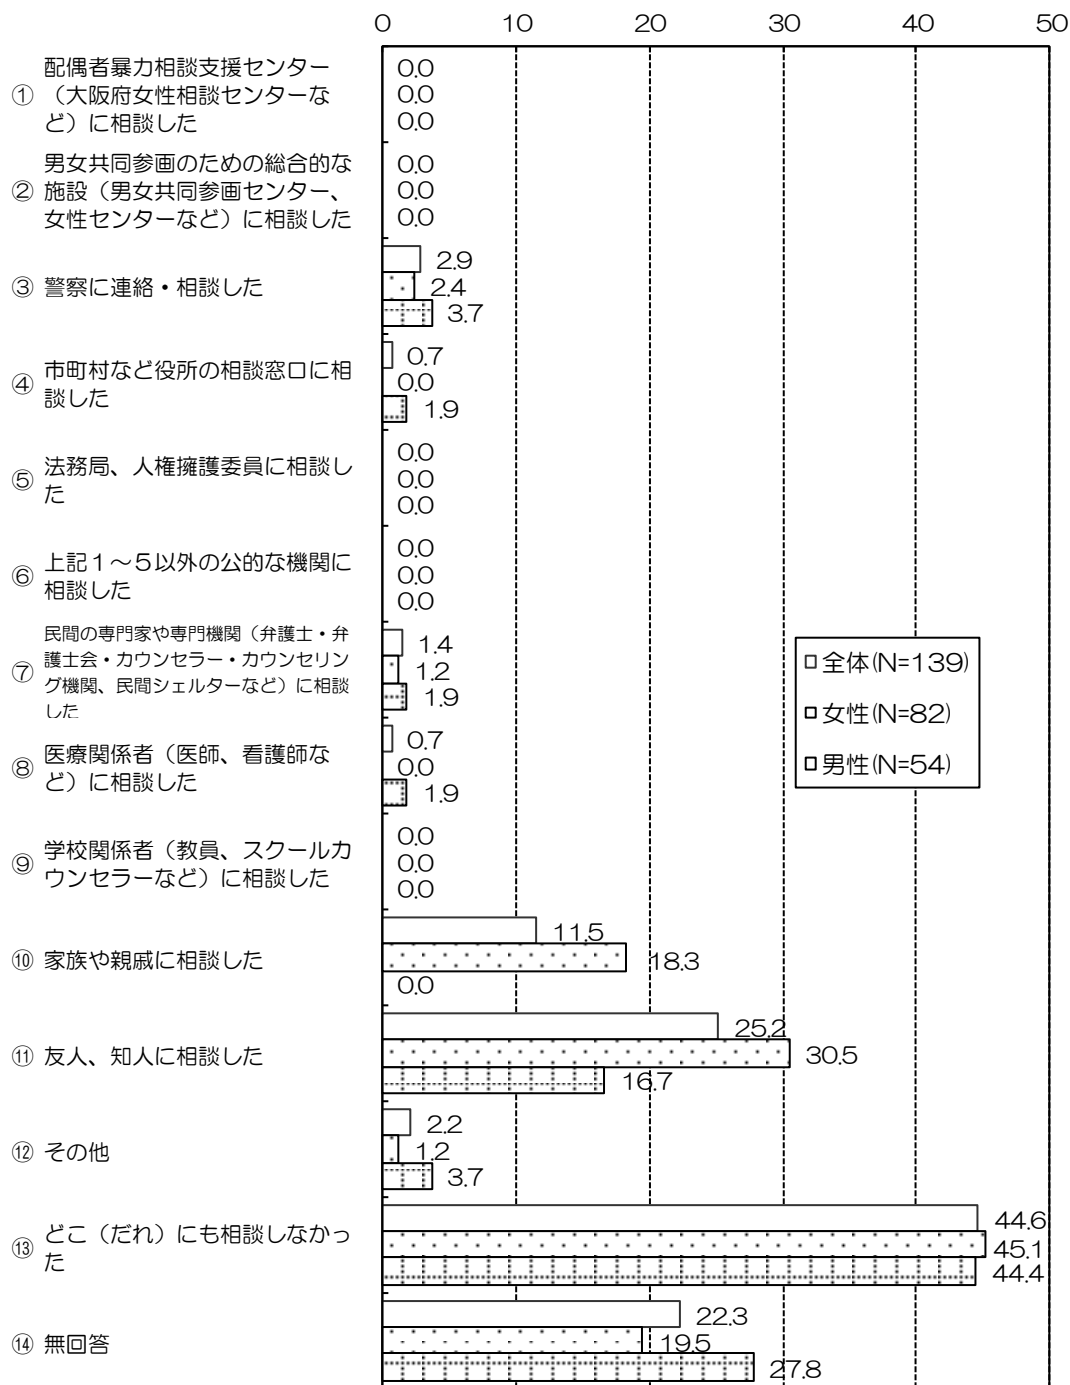 0 10 20 30 40 50
① 配偶者暴力相談支援センター
（大阪府女性相談センターな
ど）に相談した
0.0
0.0
0.0
② 男女共同参画のための総合的な
施設（男女共同参画センター、
女性センターなど）に相談した
0.0
0.0
0.0
③ 警察に連絡・相談した
2.9
2.4
3.7
④ 市町村など役所の相談窓口に相
談した
0.7
0.0
1.9
⑤ 法務局、人権擁護委員に相談し
た
0.0
0.0
0.0
⑥ 上記１～５以外の公的な機関に
相談した
0.0
0.0
0.0
⑦ 民間の専門家や専門機関（弁護士・弁
護士会・カウンセラー・カウンセリン
グ機関、民間シェルターなど）に相談
した
1.4
1.2
1.9
⑧ 医療関係者（医師、看護師な
ど）に相談した
0.7
0.0
1.9
⑨ 学校関係者（教員、スクールカ
ウンセラーなど）に相談した
0.0
0.0
0.0
⑩ 家族や親戚に相談した
11.5
18.3
0.0
⑪ 友人、知人に相談した
25.2
30.5
16.7
⑫ その他
2.2
1.2
3.7
⑬ どこ（だれ）にも相談しなかっ
た
44.6
45.1
44.4
⑭ 無回答
22.3
19.5
27.8
全体(N=139)
女性(N=82)
男性(N=54)